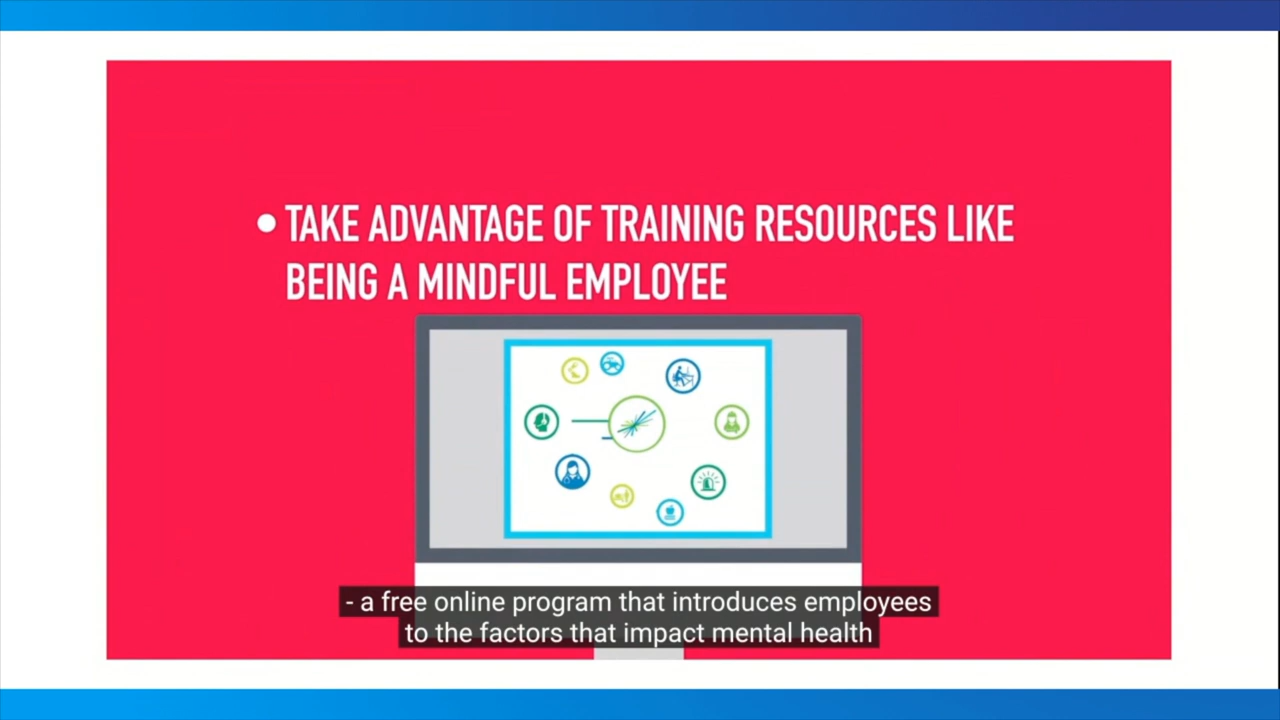 • TAKE ADVANTAGE OF TRAINING RESOURCES LIKE
BEING A MINDFUL EMPLOYEE
- a free online program that introduces employees
to the factors that impact mental health